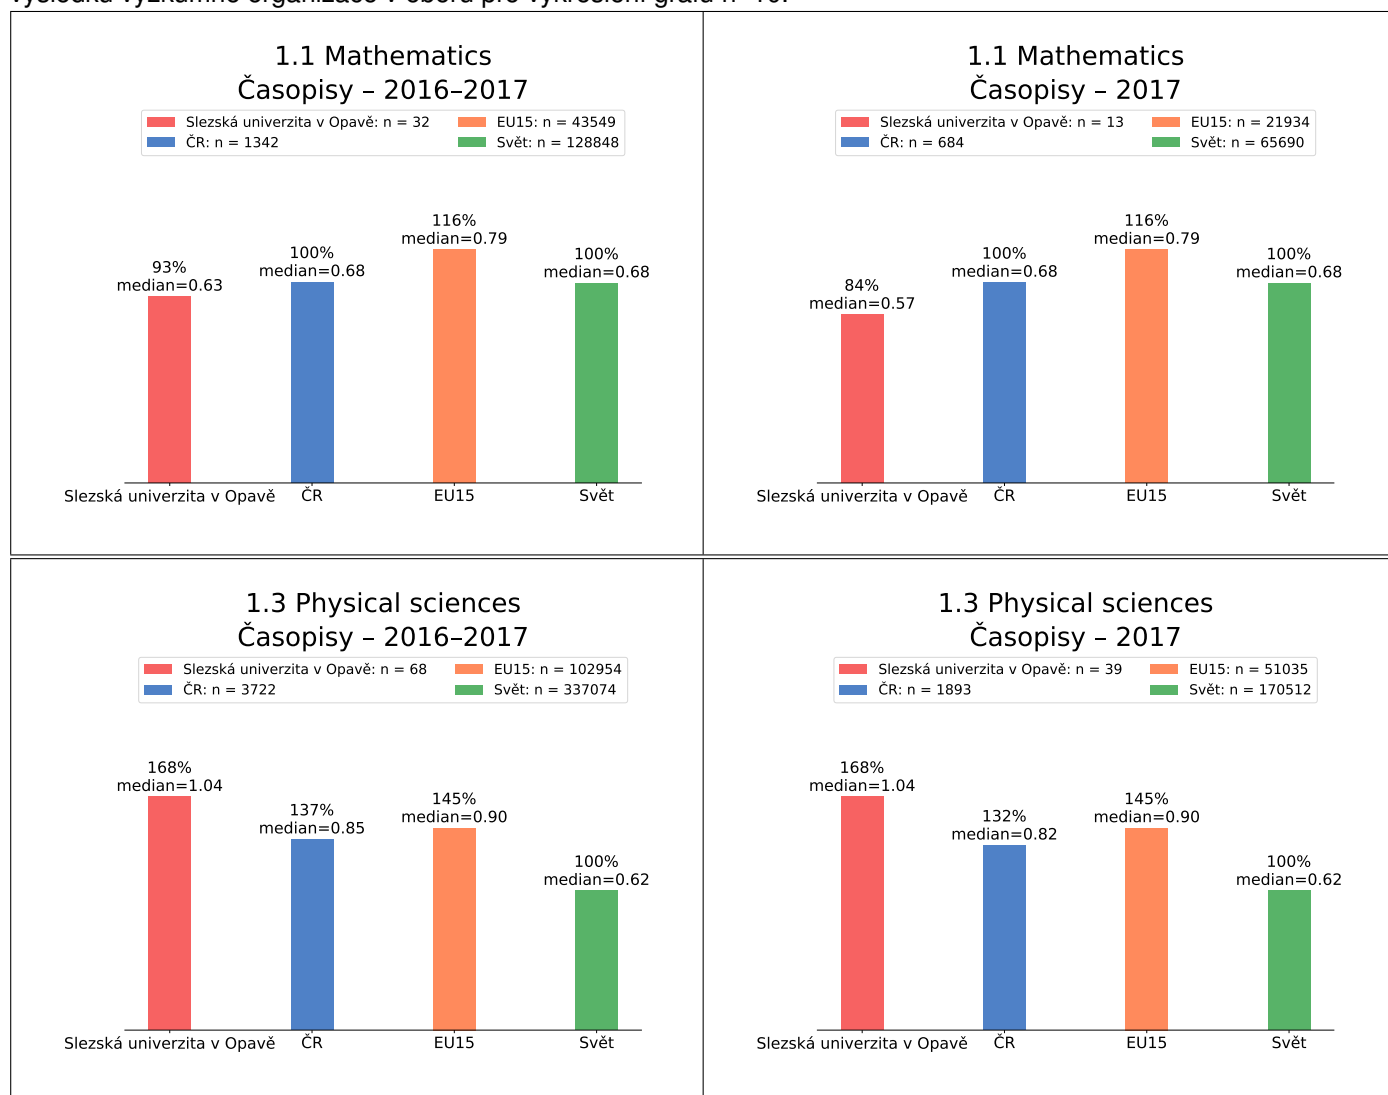 výsledků výzkumné organizace v oboru pro vykreslení grafu n=10.
1.1 Mathematics
Časopisy – 2016–2017
Slezská univerzita v Opavě: n = 32
ČR: n = 1342
EU15: n = 43549
Svět: n = 128848
93%
median=0.63
100%
median=0.68
116%
median=0.79
100%
median=0.68
Slezská univerzita v Opavě
ČR
EU15
Svět
1.1 Mathematics
Časopisy – 2017
Slezská univerzita v Opavě: n = 13
ČR: n = 684
EU15: n = 21934
Svět: n = 65690
84%
median=0.57
100%
median=0.68
116%
median=0.79
100%
median=0.68
Slezská univerzita v Opavě
ČR
EU15
Svět
1.3 Physical sciences
Časopisy – 2016–2017
Slezská univerzita v Opavě: n = 68
ČR: n = 3722
EU15: n = 102954
Svět: n = 337074
168%
median=1.04
137%
median=0.85
145%
median=0.90
100%
median=0.62
Slezská univerzita v Opavě
ČR
EU15
Svět
1.3 Physical sciences
Časopisy – 2017
Slezská univerzita v Opavě: n = 39
ČR: n = 1893
EU15: n = 51035
Svět: n = 170512
168%
median=1.04
132%
median=0.82
145%
median=0.90
100%
median=0.62
Slezská univerzita v Opavě
ČR
EU15
Svět